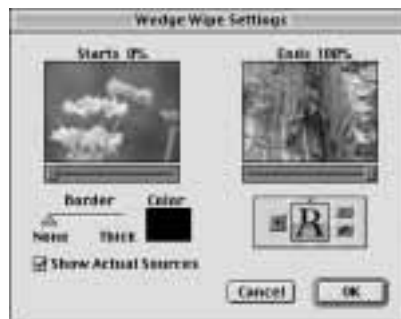 Wedge Wipe Settings
Starts 0% Ends 100%
Border Color
None Thick
R
Show Actual Sources
Cancel OK